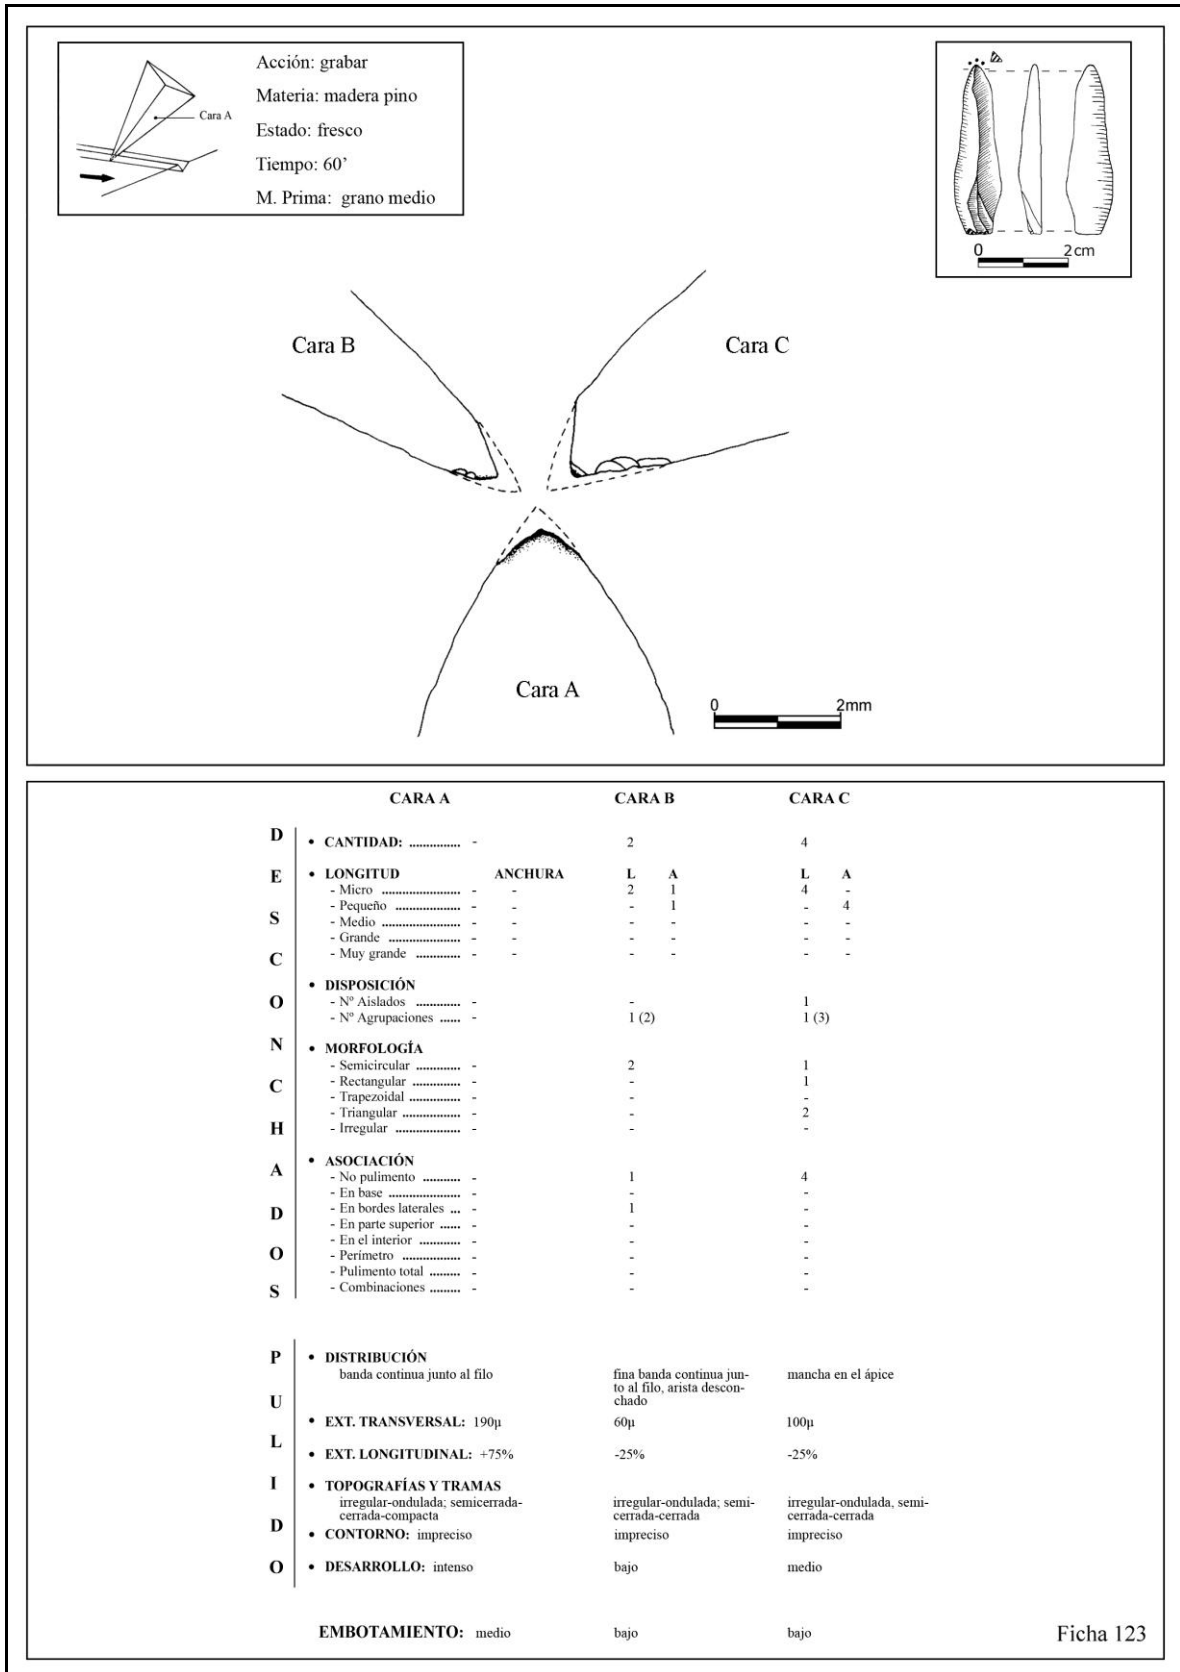 Acción: grabar
Materia: madera pino
Cara A
Estado: fresco
Tiempo: 60’
M. Prima: grano medio
0 2 cm
Cara B
Cara C
Cara A
0 2mm
CARA A CARA B CARA C
DESCONCHADOS
• CANTIDAD: .............. - 2 4
• LONGITUD ANCHURA L A L A
- Micro ....................... - - 2 1 4 -
- Pequeño ................... - - - 1 - 4
- Medio ....................... - - - - - -
- Grande ..................... - - - - - -
- Muy grande ............. - - - - - -
• DISPOSICIÓN
- Nº Aislados ............. - - 1
- Nº Agrupaciones ...... - 1 (2) 1 (3)
• MORFOLOGÍA
- Semicircular ............. - 2 1
- Rectangular .............. - - 1
- Trapezoidal ............... - - -
- Triangular ................. - - 2
- Irregular ................... - - -
• ASOCIACIÓN
- No pulimento ........... - 1 4
- En base ..................... - - -
- En bordes laterales ... - 1 -
- En parte superior ...... - - -
- En el interior ............ - - -
- Perímetro ................. - - -
- Pulimento total ......... - - -
- Combinaciones ......... - - -
PULIDO
• DISTRIBUCIÓN
banda continua junto al filo fina banda continua jun- mancha en el ápice
to al filo, arista descon-
chado
• EXT. TRANSVERSAL: 190µ 60µ 100µ
• EXT. LONGITUDINAL: +75% -25% -25%
• TOPOGRAFÍAS Y TRAMAS
irregular-ondulada; semicerrada- irregular-ondulada; semi- irregular-ondulada, semi-
cerrada-compacta cerrada-cerrada cerrada-cerrada
• CONTORNO: impreciso impreciso impreciso
• DESARROLLO: intenso bajo medio
EMBOTAMIENTO: medio bajo bajo
Ficha 123